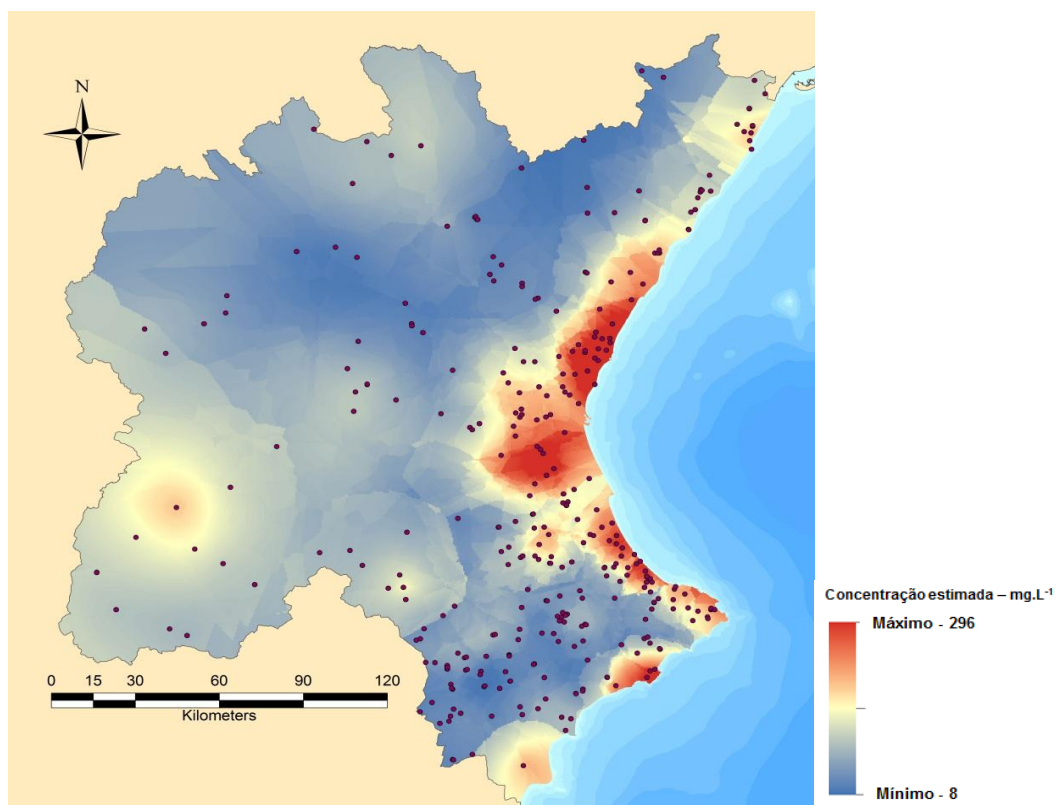 N
0 15 30 60 90 120
Kilometers
Concentração estimada – mg.L⁻¹
Máximo - 296
Mínimo - 8